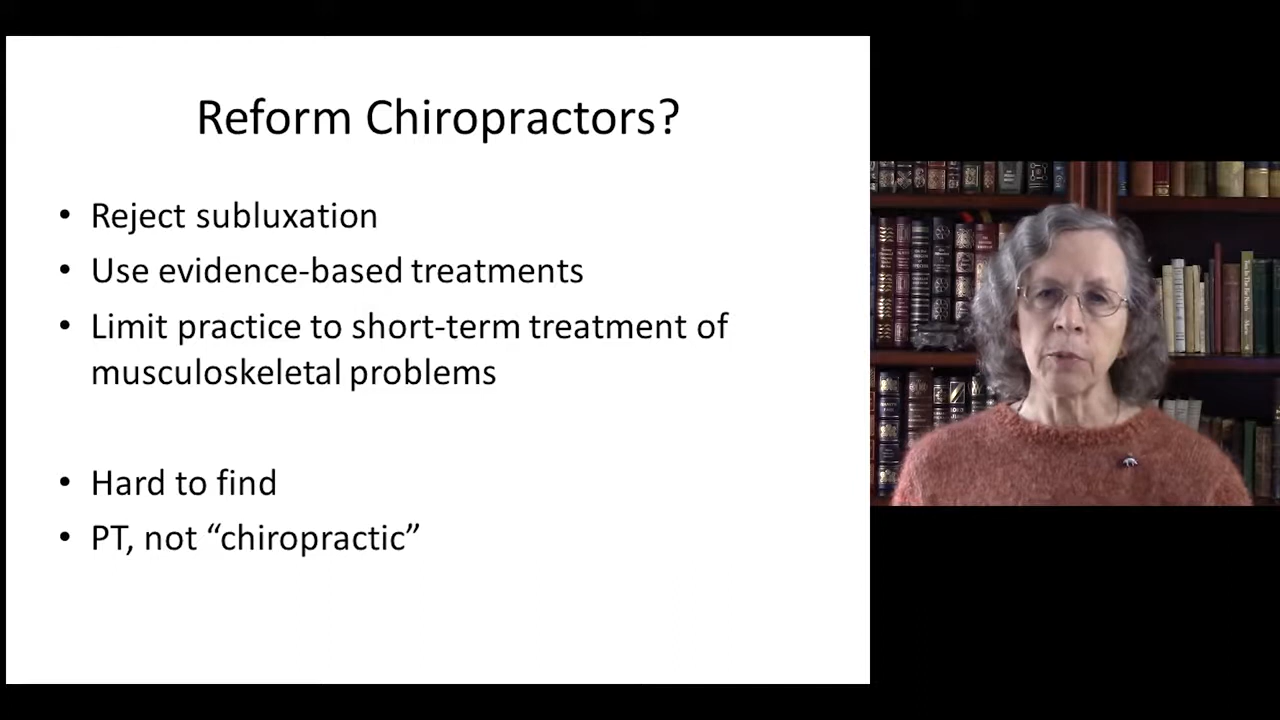 Reform Chiropractors?
• Reject subluxation
• Use evidence-based treatments
• Limit practice to short-term treatment of
musculoskeletal problems
• Hard to find
• PT, not “chiropractic”